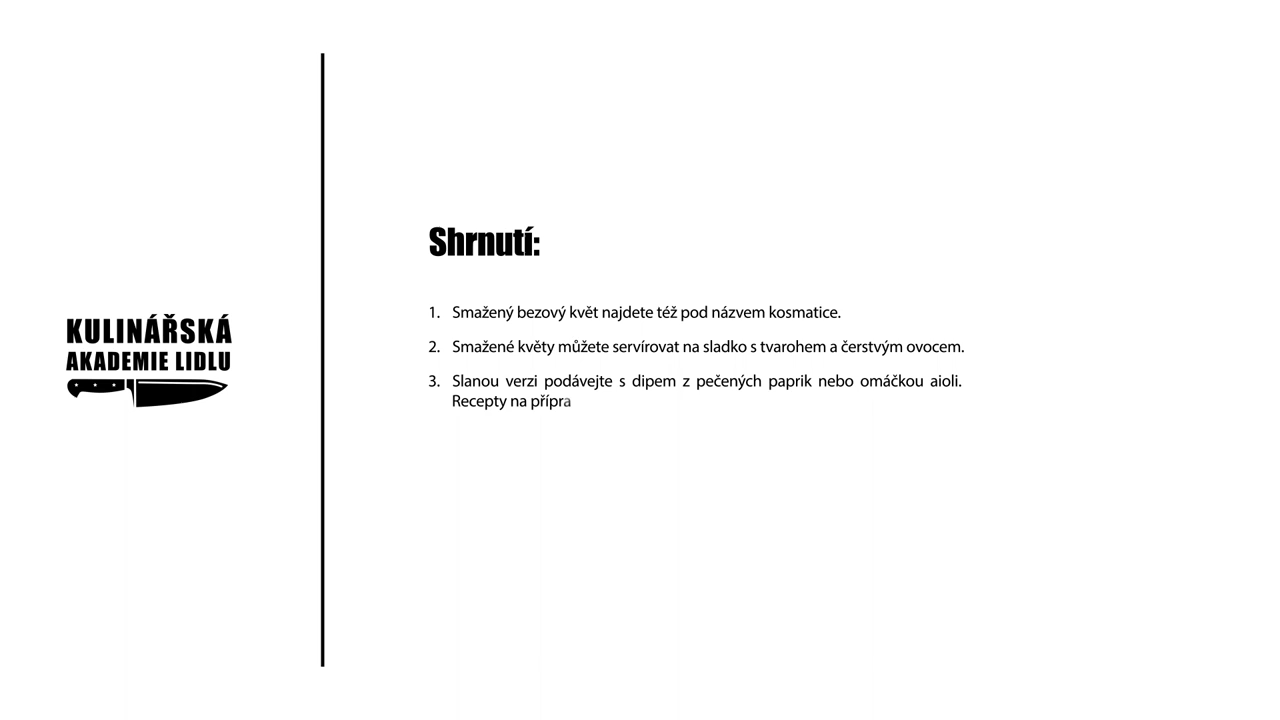 KULINÁŘSKÁ
AKADEMIE LIDLU
Shrnutí:
1. Smažený bezový květ najdete též pod názvem kosmatice.
2. Smažené květy můžete servírovat na sladko s tvarohem a čerstvým ovocem.
3. Slanou verzi podávejte s dipem z pečených paprik nebo omáčkou aioli.
Recepty na přípra